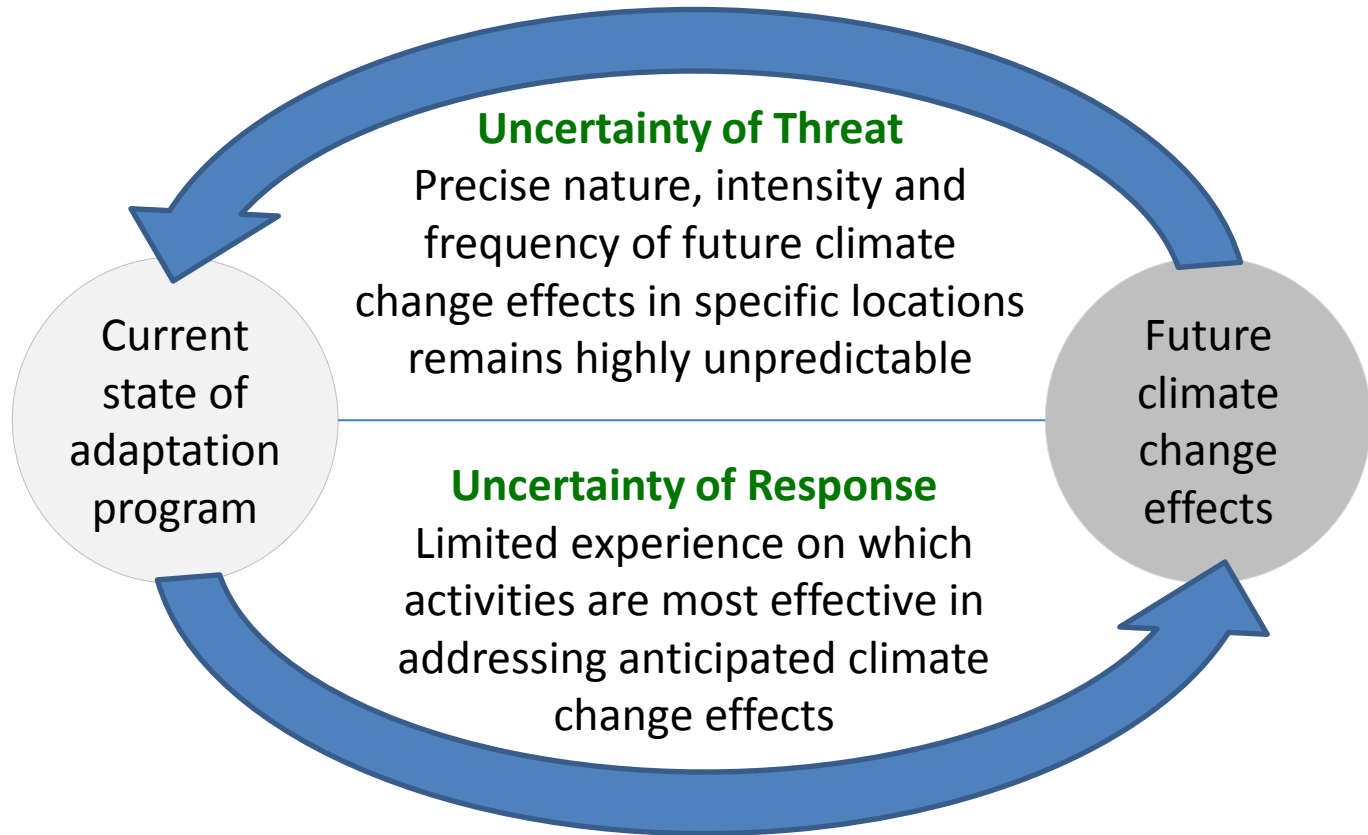 Uncertainty of Threat
Precise nature, intensity and
frequency of future climate
change effects in specific locations
remains highly unpredictable
Current
state of
adaptation
program
Future
climate
change
effects
Uncertainty of Response
Limited experience on which
activities are most effective in
addressing anticipated climate
change effects